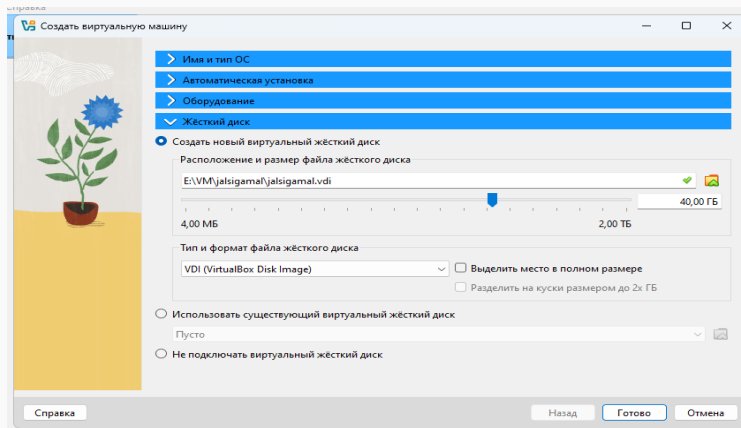 Справка
Создать виртуальную машину
Имя и тип ОС
Автоматическая установка
Оборудование
Жёсткий диск
Создать новый виртуальный жёсткий диск
Расположение и размер файла жёсткого диска
E:\VM\jalsigamal\jalsigamal.vdi
40,00 ГБ
4,00 МБ 2,00 ТБ
Тип и формат файла жёсткого диска
VDI (VirtualBox Disk Image) Выделить место в полном размере
Разделить на куски размером до 2х ГБ
Использовать существующий виртуальный жёсткий диск
Пусто
Не подключать виртуальный жёсткий диск
Справка Назад Готово Отмена